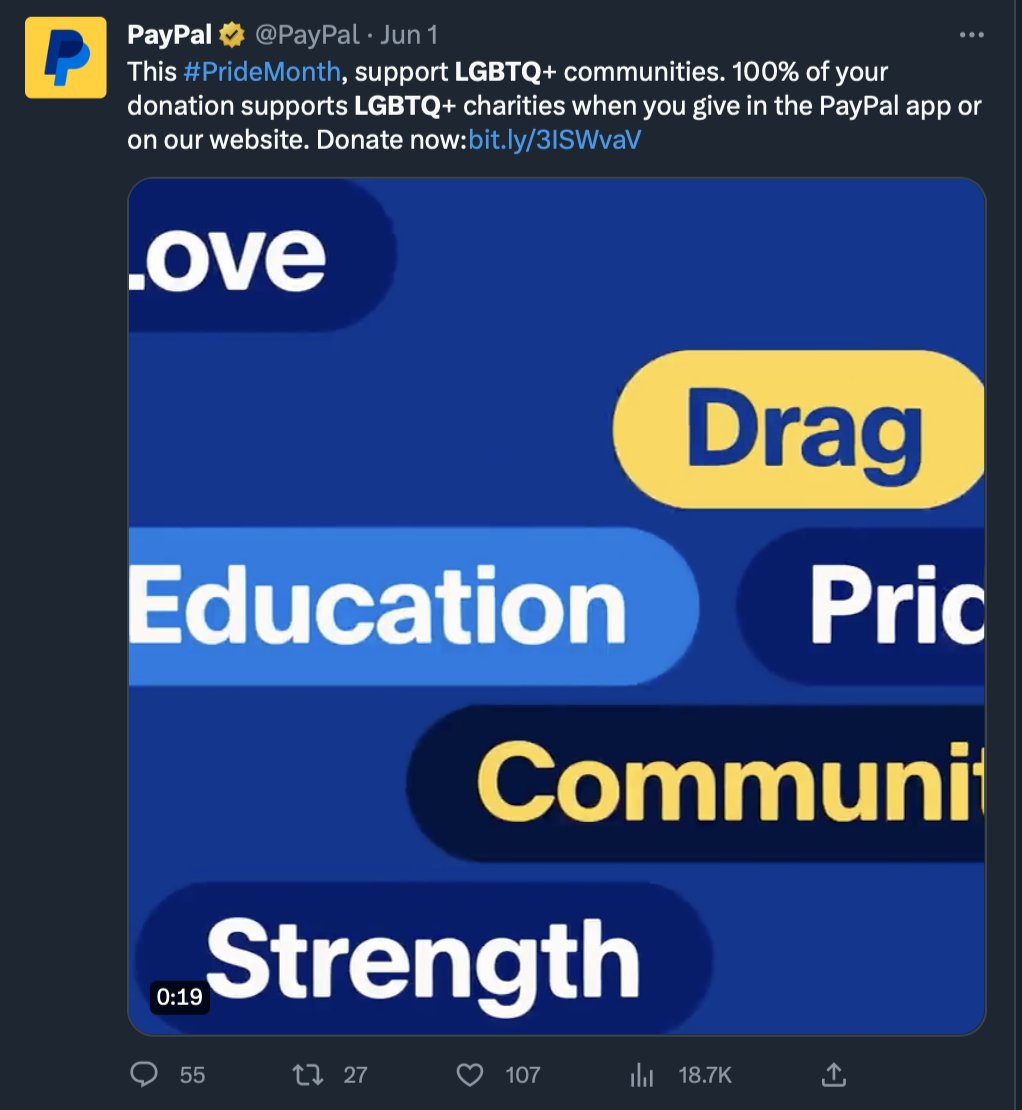 PayPal @PayPal · Jun 1
This #PrideMonth, support LGBTQ+ communities. 100% of your
donation supports LGBTQ+ charities when you give in the PayPal app or
on our website. Donate now:bit.ly/3ISWvaV
Love
Drag
Education Prid
Communit
Strength
0:19
55 27 107 18.7K